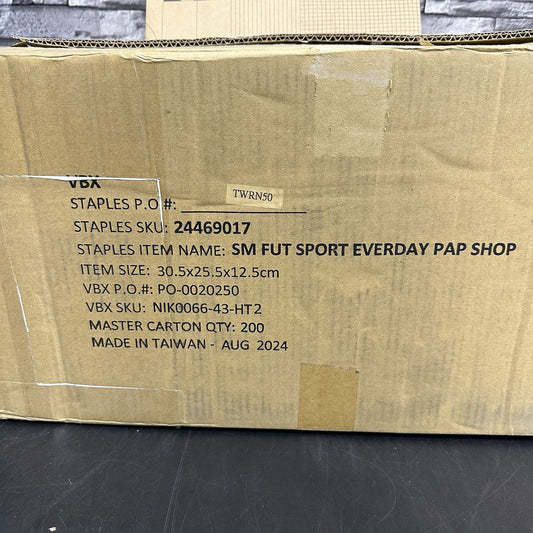 VBX
STAPLES P.O.#: TWRN50
STAPLES SKU: 24469017
STAPLES ITEM NAME: SM FUT SPORT EVERDAY PAP SHOP
ITEM SIZE: 30.5x25.5x12.5cm
VBX P.O.#: PO-0020250
VBX SKU: NIK0066-43-HT2
MASTER CARTON QTY: 200
MADE IN TAIWAN - AUG 2024